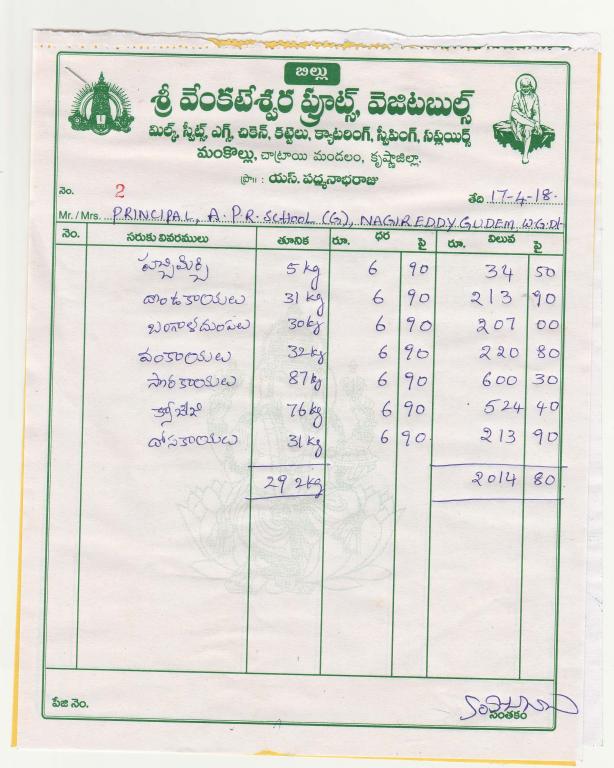 బిల్లు
శ్రీ వేంకటేశ్వర ఫ్రూట్స్, వెజిటబుల్స్
మిల్క్, స్వీట్స్, ఎగ్స్, చికెన్, కట్టెలు, క్యాటరింగ్, స్వీపింగ్, సప్లయర్స్
మంకొల్లు, చాట్రాయి మండలం, కృష్ణాజిల్లా.
ప్రొ॥ : యస్. పద్మనాభరాజు
నెం. 2 తేది 17-4-18.
Mr. / Mrs. PRINCIPAL, A.P.R-SCHOOL (G), NAGIREDDYGUDEM W.G.Dt-
నెం. సరుకు వివరములు తూనిక రూ. ధర పై రూ. విలువ పై
పచ్చిమిర్చి 5 kg 6 90 34 50
దొండకాయలు 31 kg 6 90 213 90
బంగాళదుంపలు 30 kg 6 90 207 00
వంకాయలు 32 kg 6 90 220 80
సొరకాయలు 87 kg 6 90 600 30
క్యాబేజి 76 kg 6 90 524 40
దోసకాయలు 31 kg 6 90 213 90
292 kg 2014 80
పేజి నెం. సంతకం